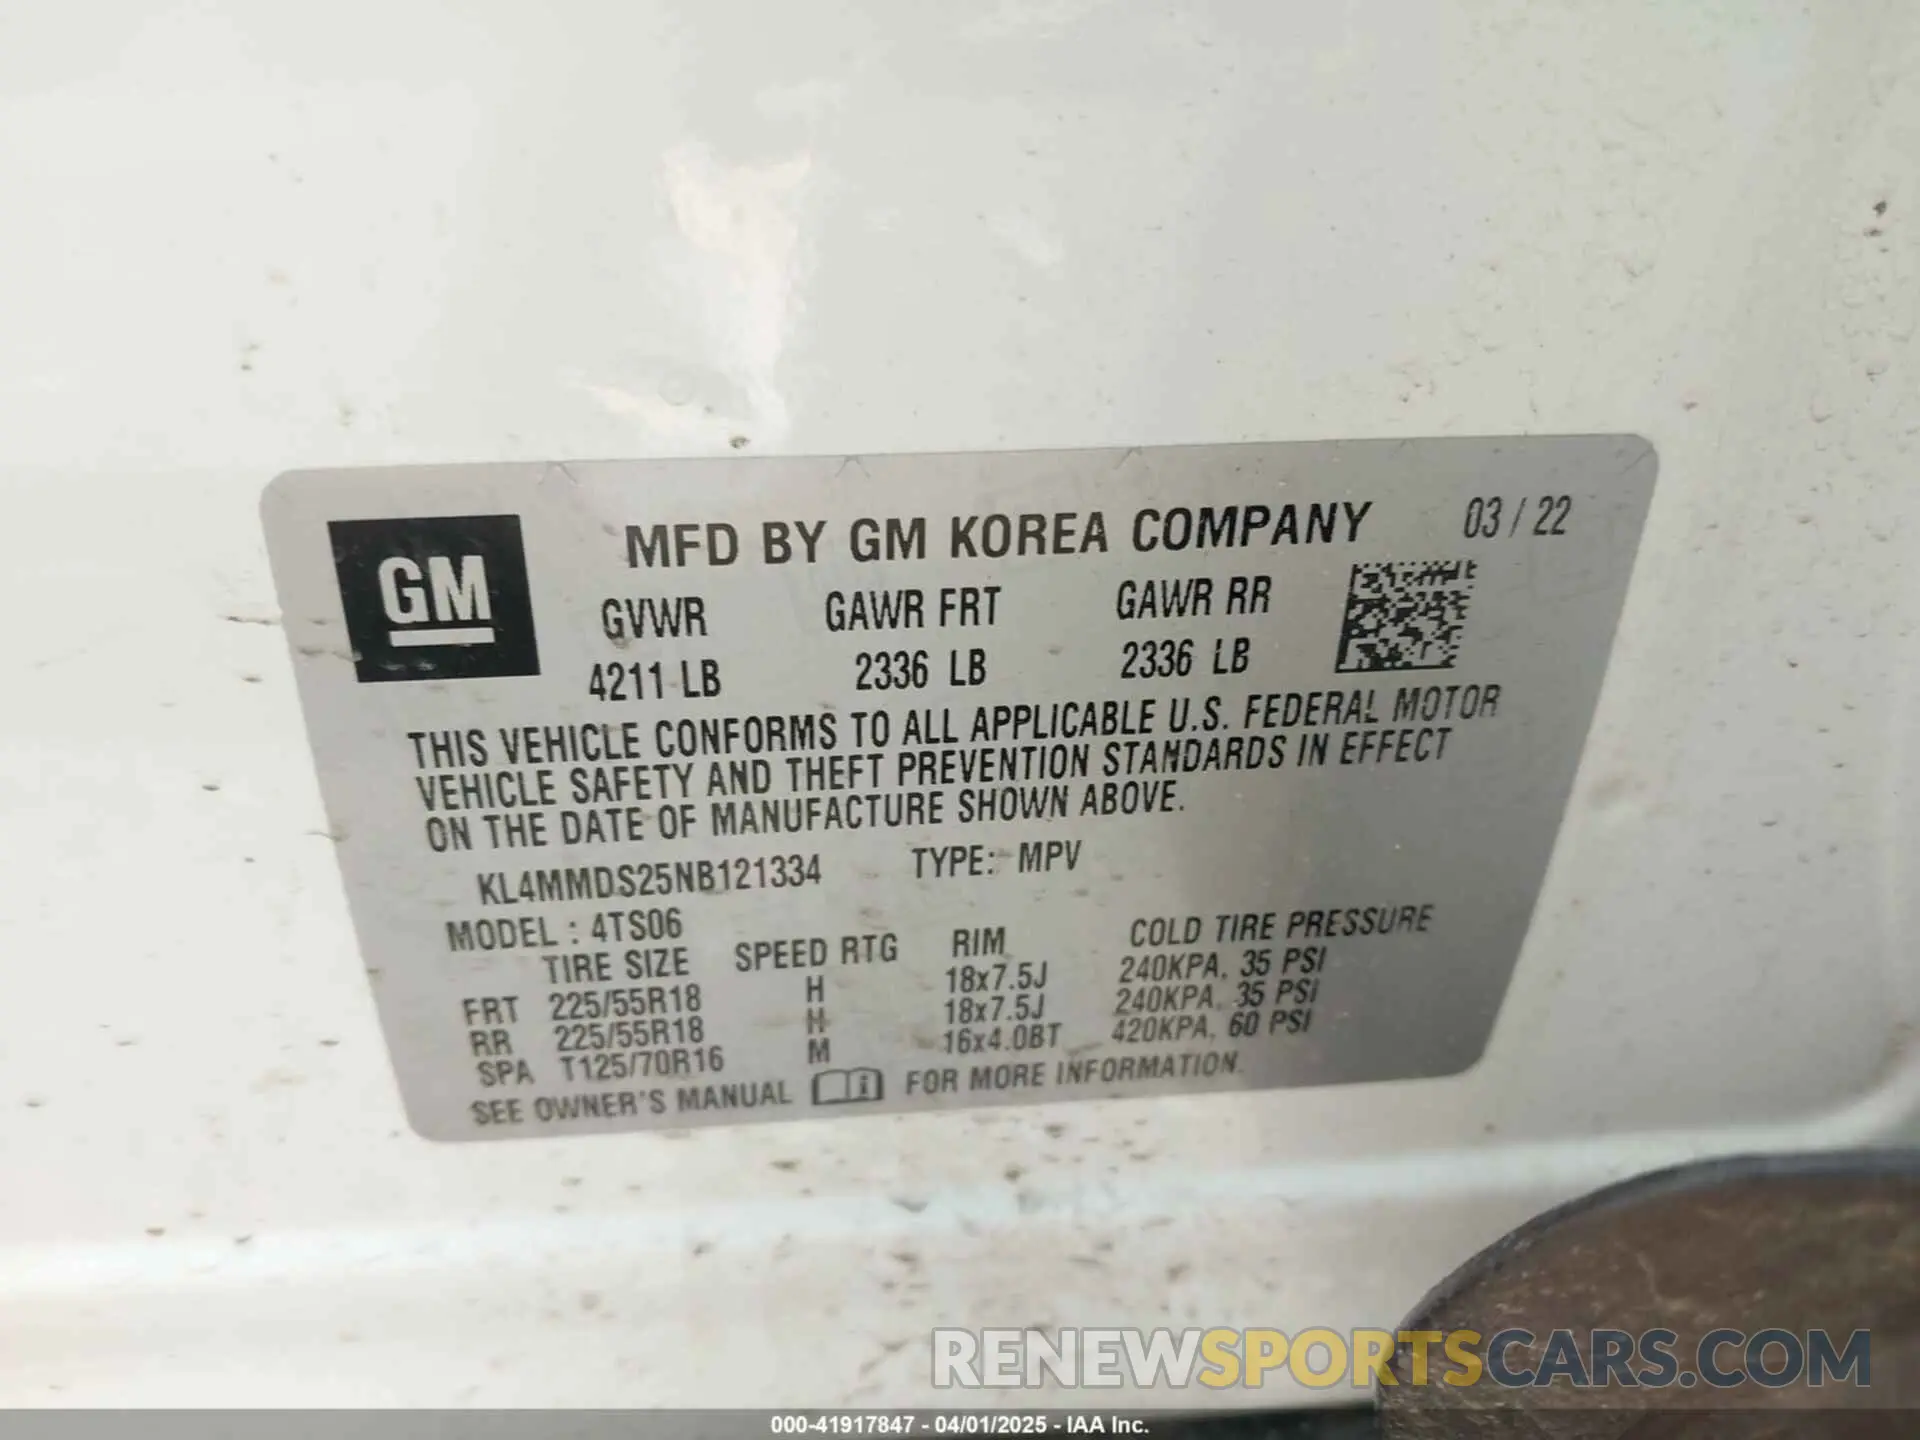 GM
MFD BY GM KOREA COMPANY 03 / 22
GVWR GAWR FRT GAWR RR
4211 LB 2336 LB 2336 LB
THIS VEHICLE CONFORMS TO ALL APPLICABLE U.S. FEDERAL MOTOR
VEHICLE SAFETY AND THEFT PREVENTION STANDARDS IN EFFECT
ON THE DATE OF MANUFACTURE SHOWN ABOVE.
KL4MMDS25NB121334 TYPE: MPV
MODEL : 4TS06
TIRE SIZE SPEED RTG RIM COLD TIRE PRESSURE
FRT 225/55R18 H 18x7.5J 240KPA, 35 PSI
RR 225/55R18 H 18x7.5J 240KPA, 35 PSI
SPA T125/70R16 M 16x4.0BT 420KPA, 60 PSI
SEE OWNER'S MANUAL i FOR MORE INFORMATION.
RENEWSPORTSCARS.COM
000-41917847 - 04/01/2025 - IAA Inc.